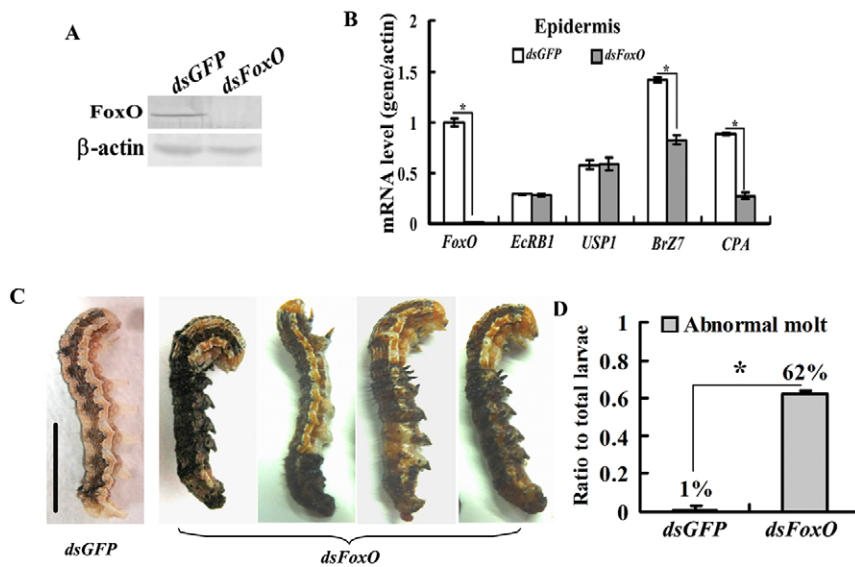 A
dsGFP
dsFoxO
FoxO
β-actin
B
Epidermis
dsGFP
dsFoxO
mRNA level (gene/actin)
2
1.5
1
0.5
0
*
*
*
FoxO
EcRB1
USP1
BrZ7
CPA
C
dsGFP
dsFoxO
D
Abnormal molt
Ratio to total larvae
1
0.8
0.6
0.4
0.2
0
1%
*
62%
dsGFP
dsFoxO